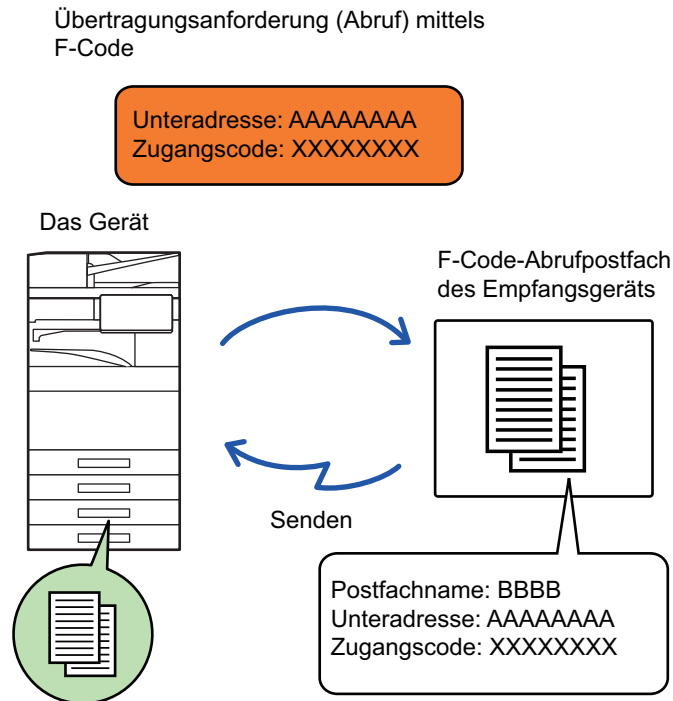 Übertragungsanforderung (Abruf) mittels
F-Code
Unteradresse: AAAAAAAA
Zugangscode: XXXXXXXX
Das Gerät
F-Code-Abrufpostfach
des Empfangsgeräts
Senden
Postfachname: BBBB
Unteradresse: AAAAAAAA
Zugangscode: XXXXXXXX